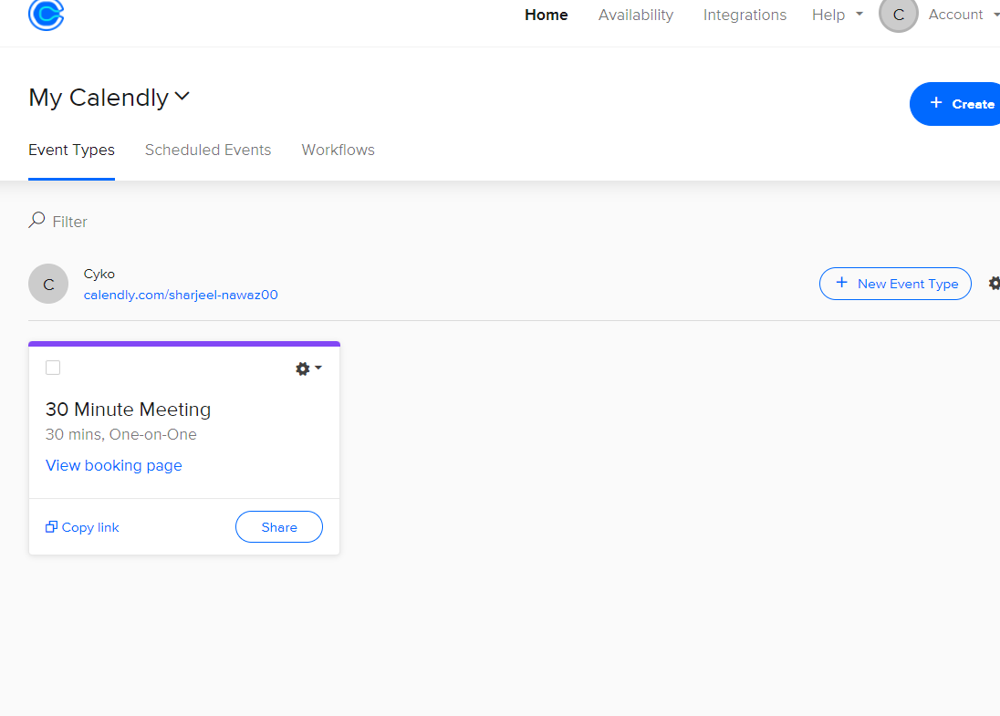 Home Availability Integrations Help C Account
My Calendly
+ Create
Event Types Scheduled Events Workflows
Filter
C
Cyko
calendly.com/sharjeel-nawaz00
+ New Event Type
30 Minute Meeting
30 mins, One-on-One
View booking page
Copy link Share